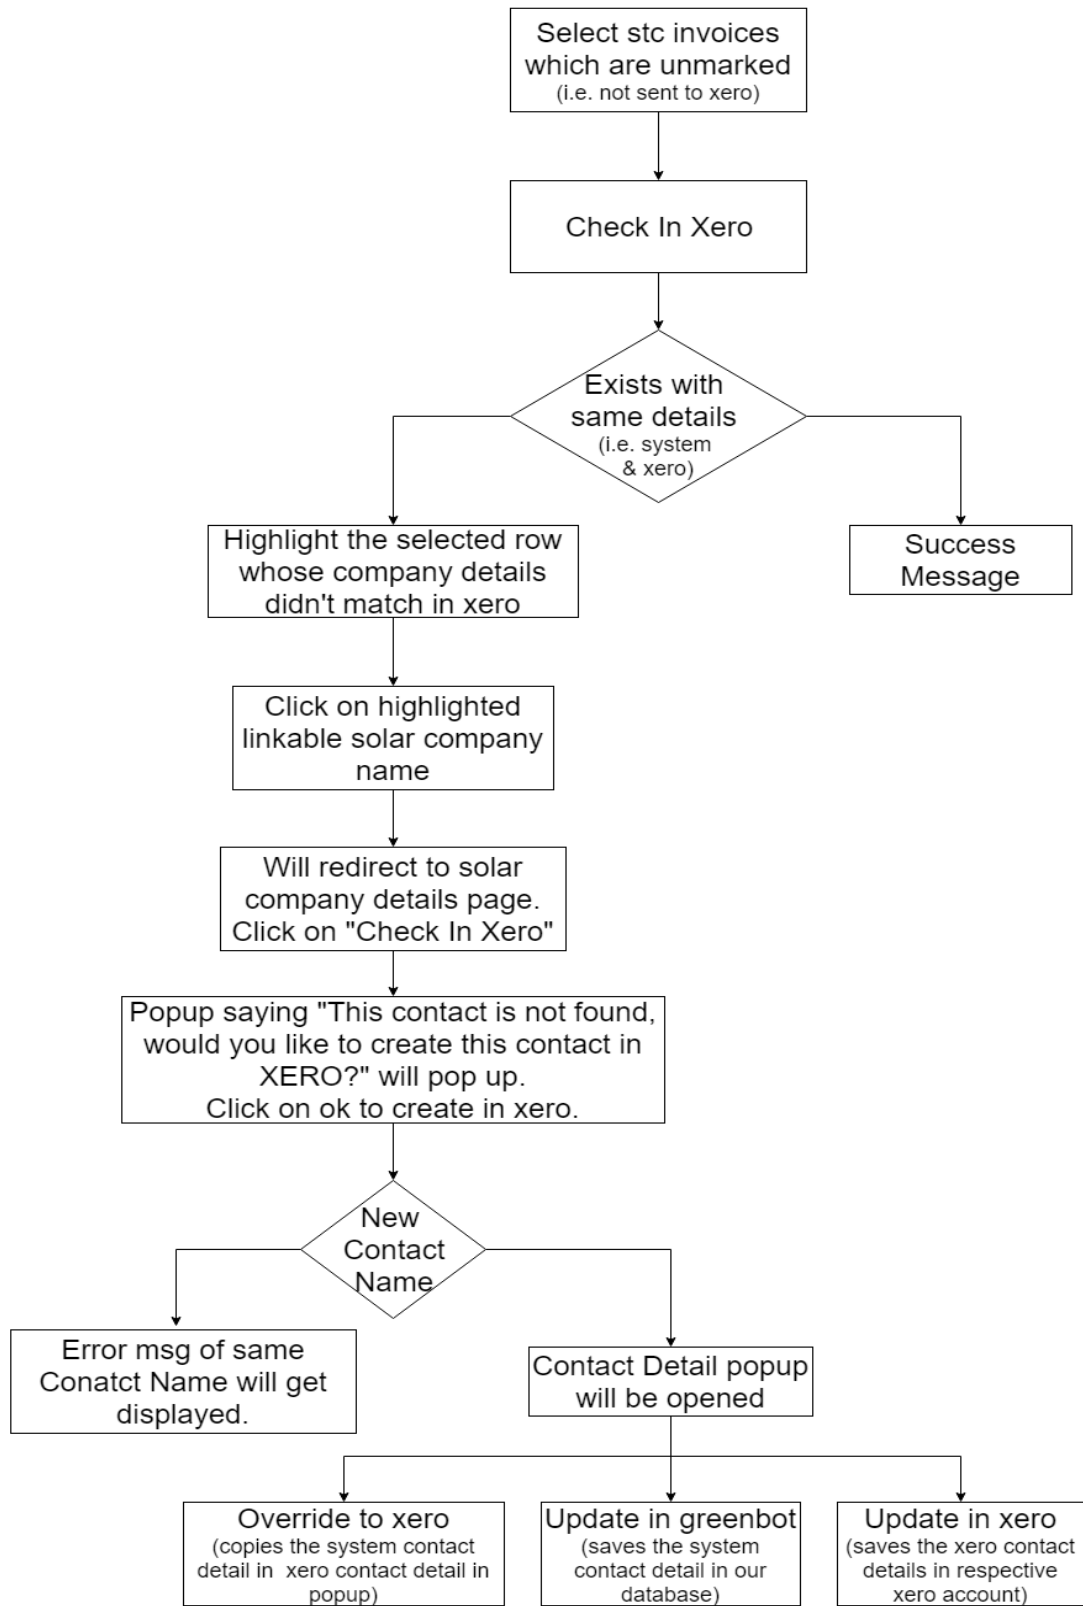 Select stc invoices
which are unmarked
(i.e. not sent to xero)
Check In Xero
Exists with
same details
(i.e. system
& xero)
Highlight the selected row
whose company details
didn't match in xero
Success
Message
Click on highlighted
linkable solar company
name
Will redirect to solar
company details page.
Click on "Check In Xero"
Popup saying "This contact is not found,
would you like to create this contact in
XERO?" will pop up.
Click on ok to create in xero.
New
Contact
Name
Error msg of same
Conatct Name will get
displayed.
Contact Detail popup
will be opened
Override to xero
(copies the system contact
detail in xero contact detail in
popup)
Update in greenbot
(saves the system
contact detail in our
database)
Update in xero
(saves the xero contact
details in respective
xero account)